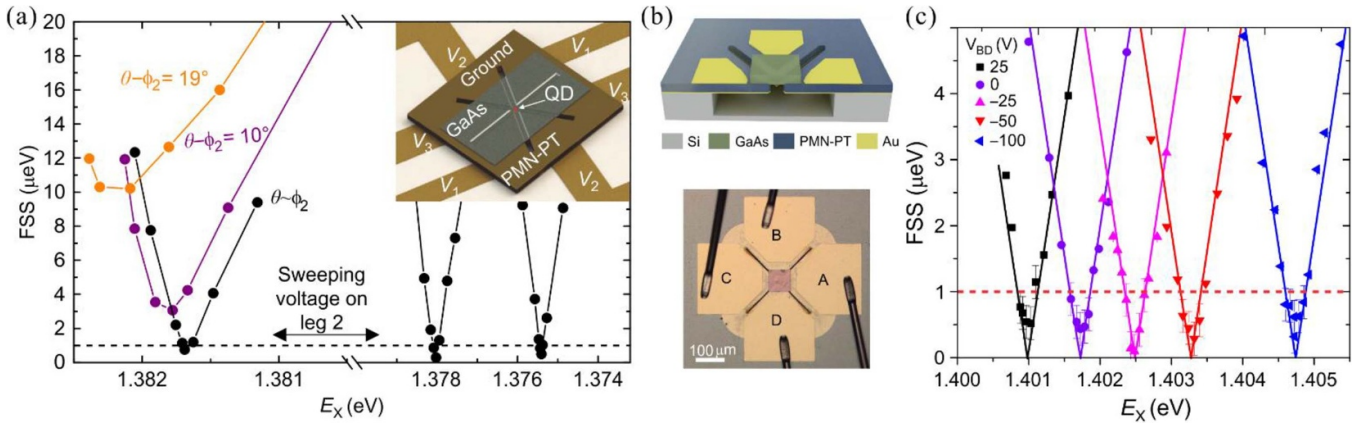 (a)
20
18
16
14
12
10
8
6
4
2
0
FSS (μeV)
θ−ϕ₂ = 19°
θ−ϕ₂ = 10°
θ~ϕ₂
Sweeping
voltage on
leg 2
V₂
Ground
V₁
V₃
GaAs
QD
V₃
PMN-PT
V₁
V₂
1.382
1.381
1.378
1.376
1.374
E_X (eV)
(b)
Si
GaAs
PMN-PT
Au
B
C
A
D
100 μm
(c)
V_BD (V)
25
0
−25
−50
−100
5
4
3
2
1
0
FSS (μeV)
1.400
1.401
1.402
1.403
1.404
1.405
E_X (eV)